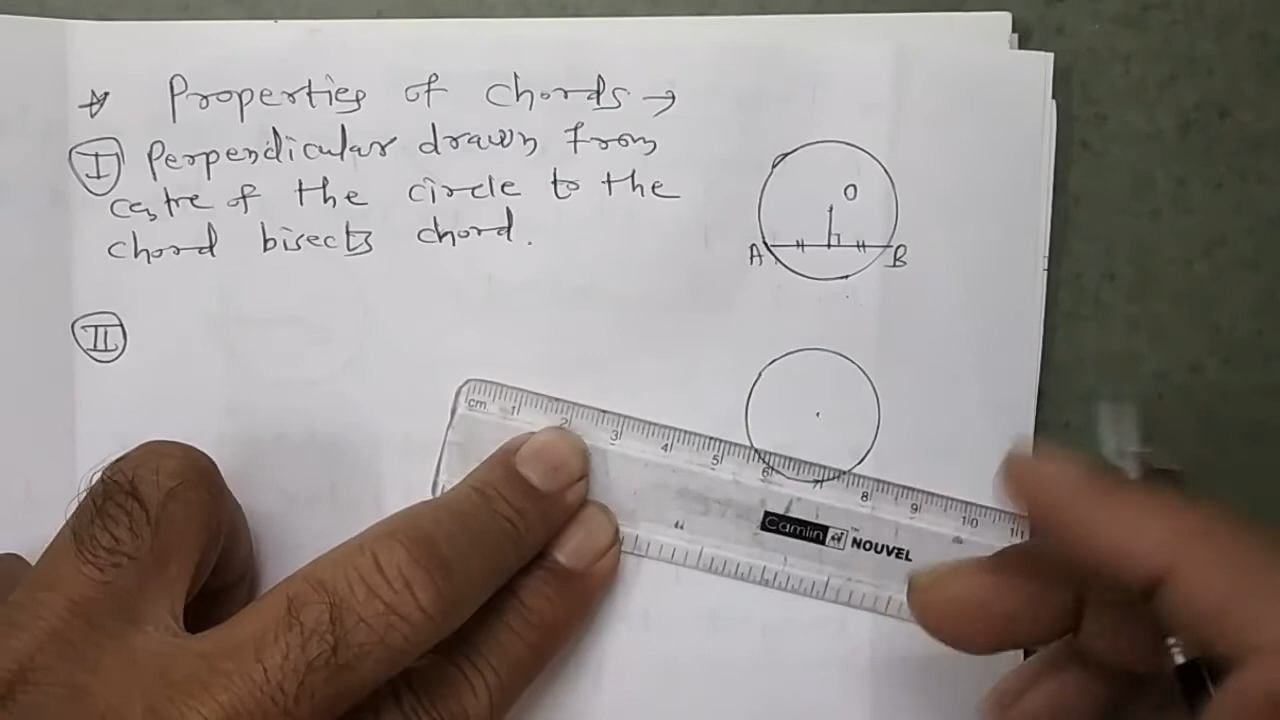 * Properties of chords →
I Perpendicular drawn from
centre of the circle to the
chord bisects chord.
O
A B
II
cm 1 2 3 4 5 6 7 8 9 10 11
Camlin NOUVEL